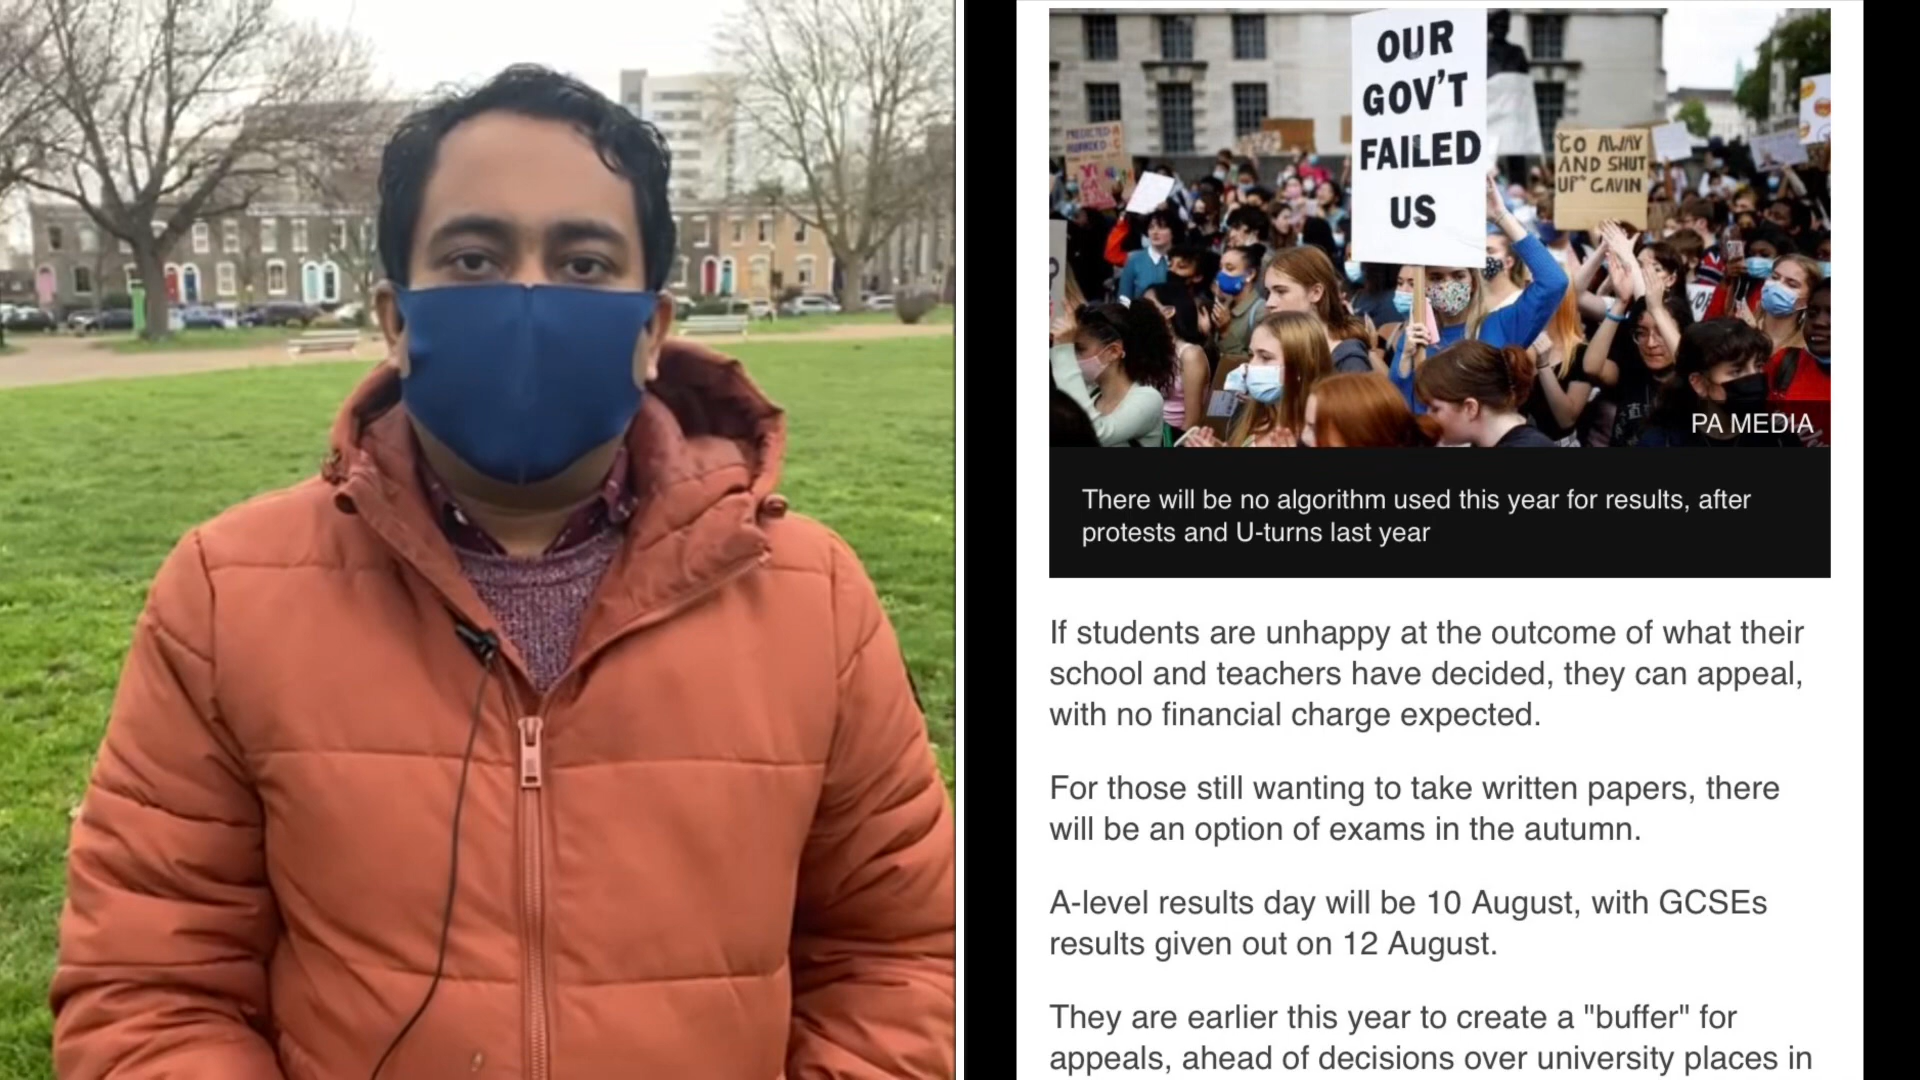 OUR
GOV'T
FAILED
US
GO AWAY
AND SHUT
UP GAVIN
PA MEDIA
There will be no algorithm used this year for results, after
protests and U-turns last year
If students are unhappy at the outcome of what their
school and teachers have decided, they can appeal,
with no financial charge expected.
For those still wanting to take written papers, there
will be an option of exams in the autumn.
A-level results day will be 10 August, with GCSEs
results given out on 12 August.
They are earlier this year to create a "buffer" for
appeals, ahead of decisions over university places in